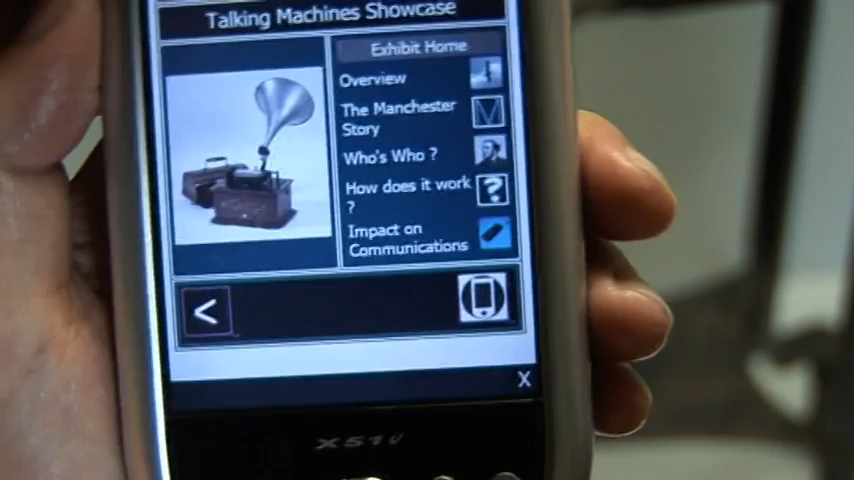 Talking Machines Showcase
Exhibit Home
Overview
The Manchester
Story
Who's Who ?
How does it work
?
Impact on
Communications
<
?
X
X51v